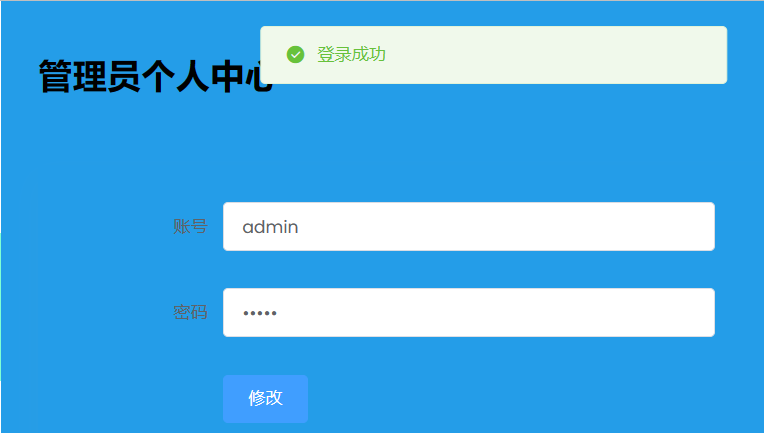 登录成功
管理员个人中心
账号 admin
密码 •••••
修改